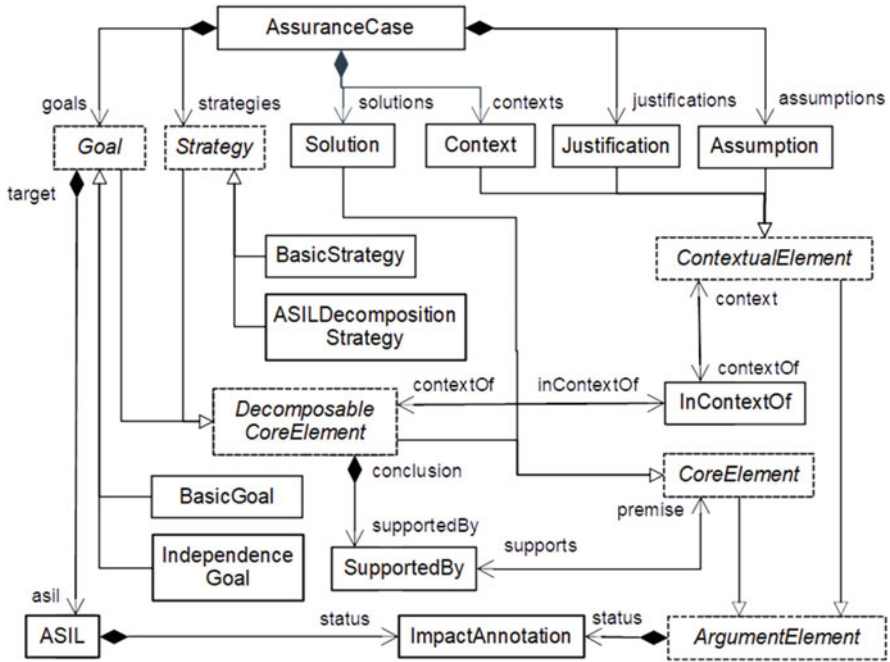 AssuranceCase
goals
strategies
solutions
contexts
justifications
assumptions
Goal
Strategy
Solution
Context
Justification
Assumption
target
BasicStrategy
ContextualElement
ASILDecomposition
Strategy
context
contextOf
contextOf
inContextOf
InContextOf
Decomposable
CoreElement
conclusion
CoreElement
BasicGoal
premise
supportedBy
supports
Independence
Goal
SupportedBy
asil
status
status
ASIL
ImpactAnnotation
ArgumentElement